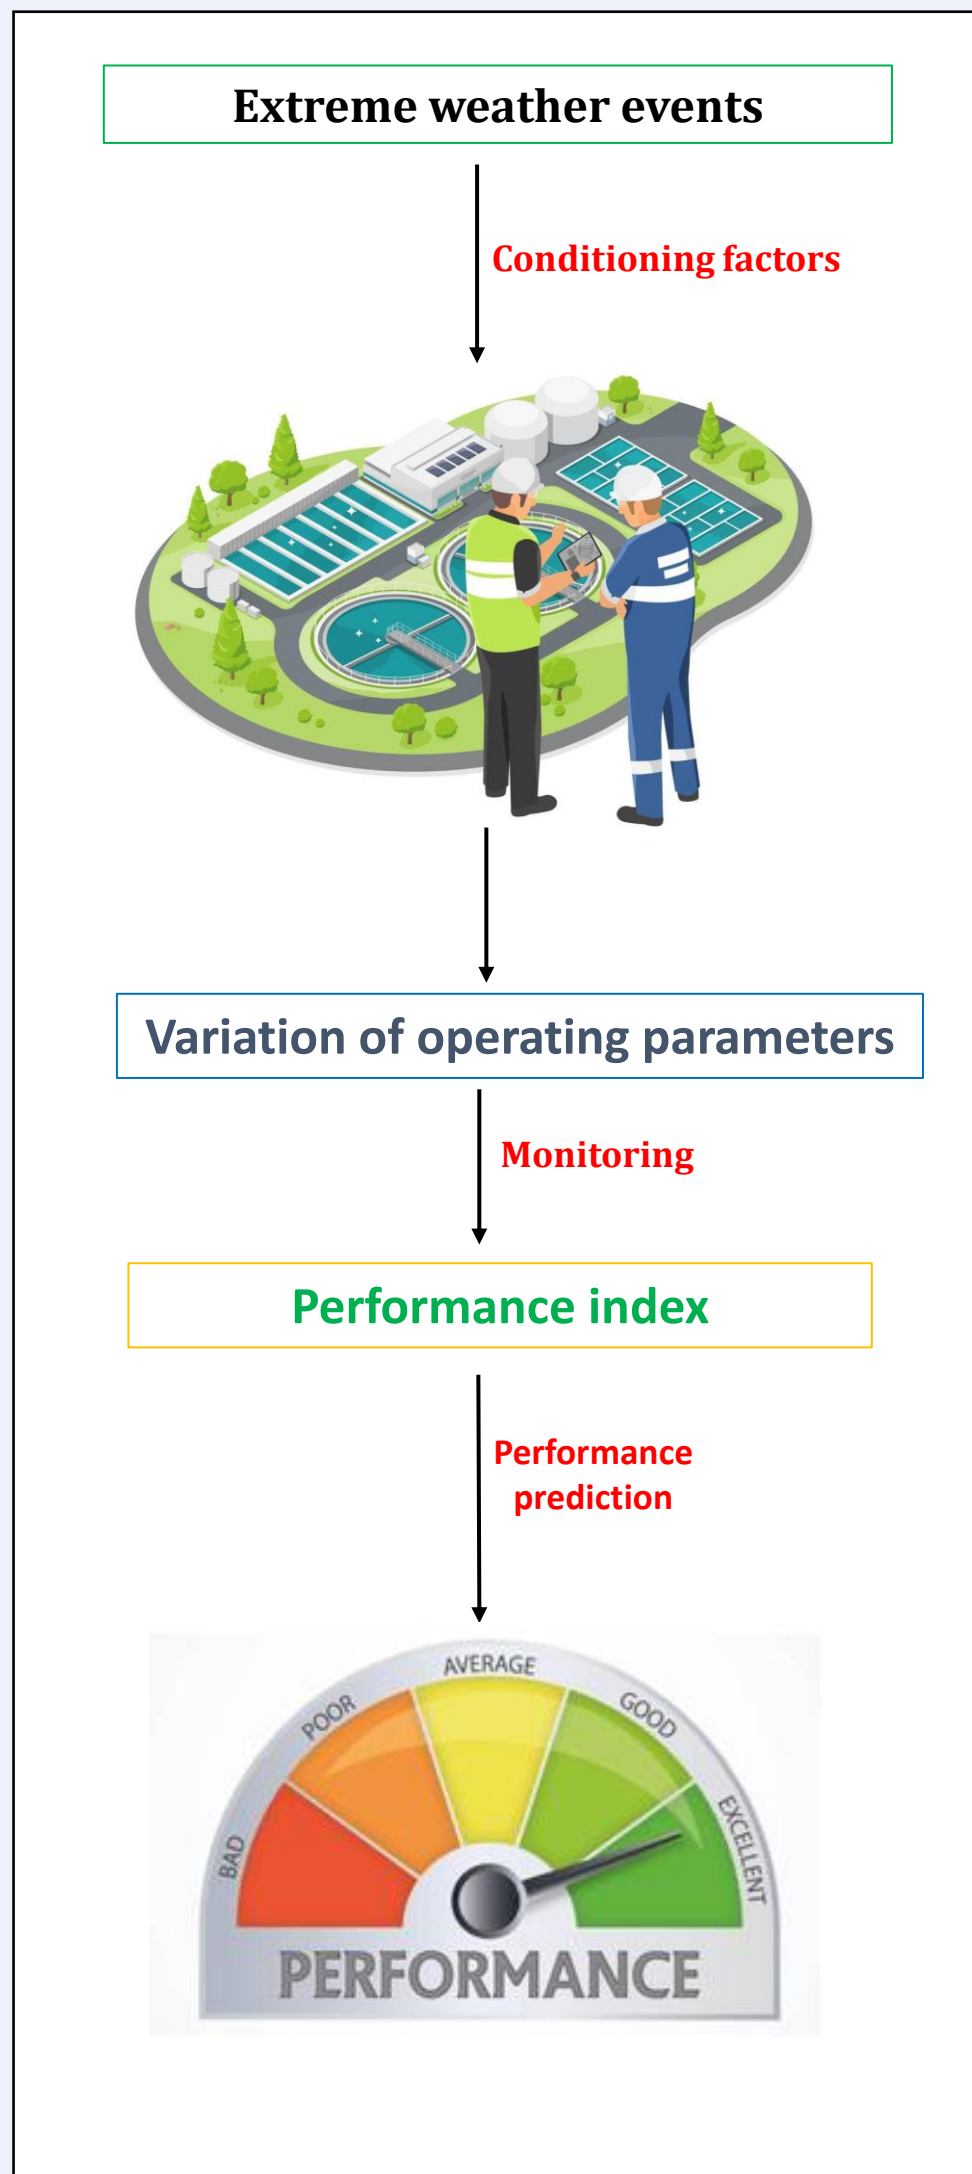 Extreme weather events
Conditioning factors
Variation of operating parameters
Monitoring
Performance index
Performance
prediction
BAD
POOR
AVERAGE
GOOD
EXCELLENT
PERFORMANCE